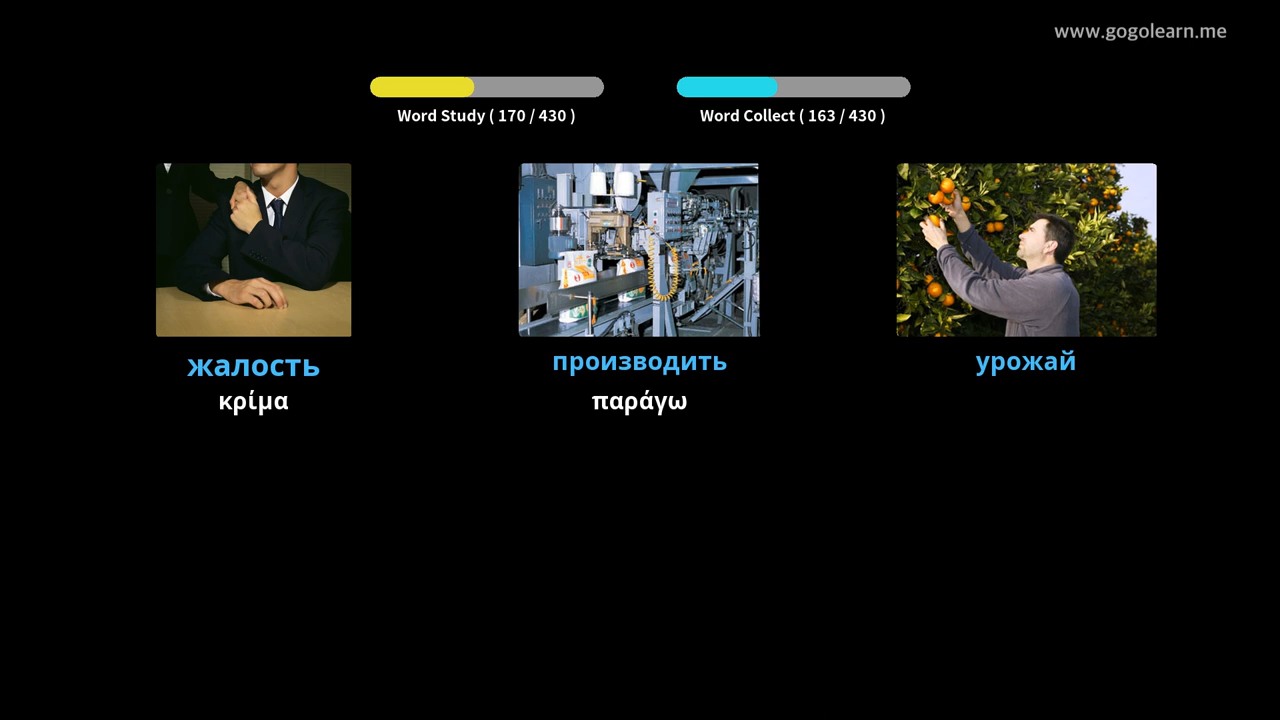 www.gogolearn.me
Word Study ( 170 / 430 )
Word Collect ( 163 / 430 )
жалость
κρίμα
производить
παράγω
урожай